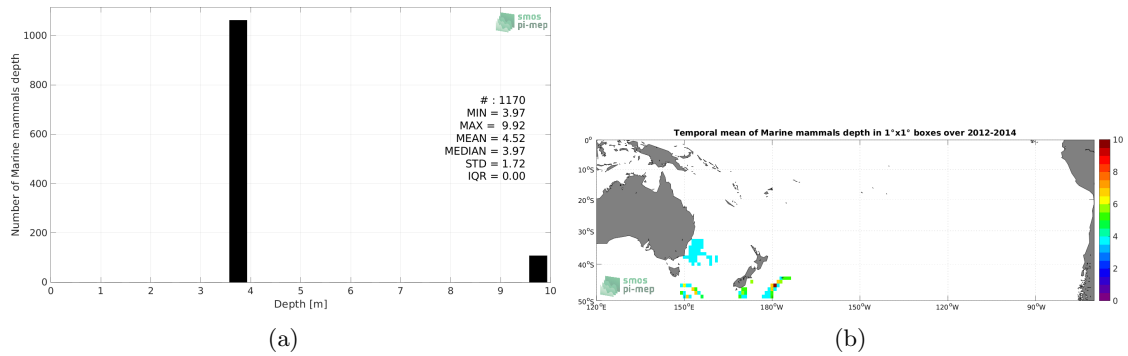 1000
800
600
400
200
0
Number of Marine mammals depth
smos
pi-mep
# : 1170
MIN = 3.97
MAX = 9.92
MEAN = 4.52
MEDIAN = 3.97
STD = 1.72
IQR = 0.00
0 1 2 3 4 5 6 7 8 9 10
Depth [m]
(a)
Temporal mean of Marine mammals depth in 1°x1° boxes over 2012-2014
0°
10°S
20°S
30°S
40°S
50°S
smos
pi-mep
120°E 150°E 180°W 150°W 120°W 90°W
10
8
6
4
2
0
(b)